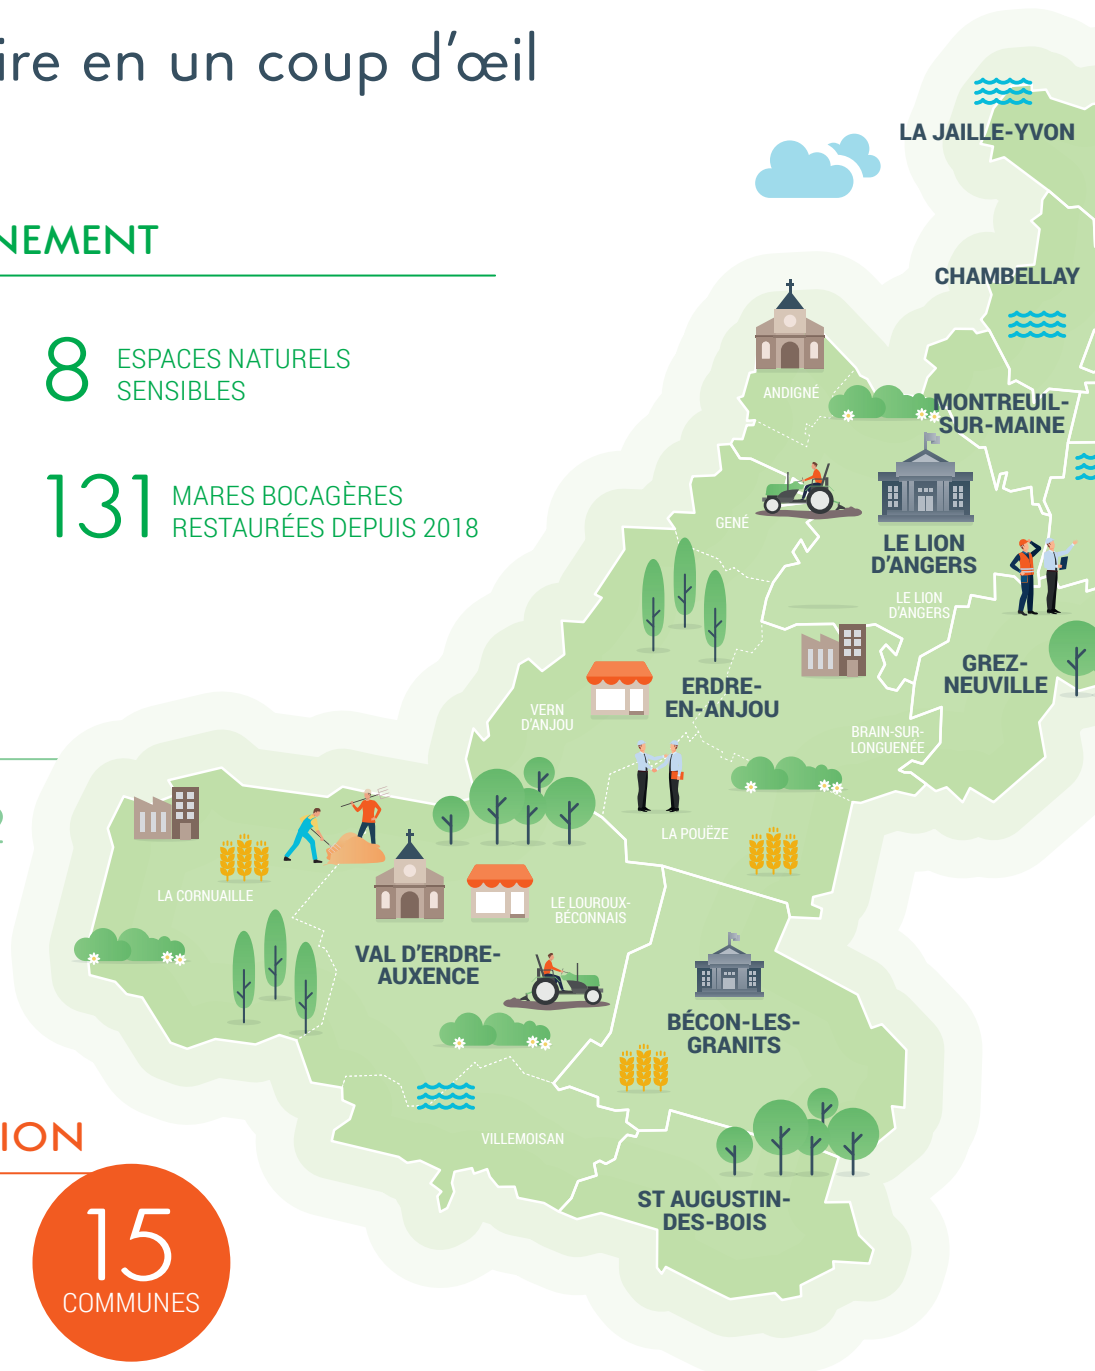 ire en un coup d'œil
NEMENT
8 ESPACES NATURELS
SENSIBLES
131 MARES BOCAGÈRES
RESTAURÉES DEPUIS 2018
LA JAILLE-YVON
CHAMBELLAY
ANDIGNÉ
MONTREUIL-
SUR-MAINE
GENÉ
LE LION
D'ANGERS
LE LION
D'ANGERS
GREZ-
NEUVILLE
ERDRE-
EN-ANJOU
VERN
D'ANJOU
BRAIN-SUR-
LONGUENÉE
LA POUËZE
LA CORNUAILLE
LE LOUROUX-
BÉCONNAIS
VAL D'ERDRE-
AUXENCE
BÉCON-LES-
GRANITS
VILLEMOISAN
ST AUGUSTIN-
DES-BOIS
ION
15
COMMUNES